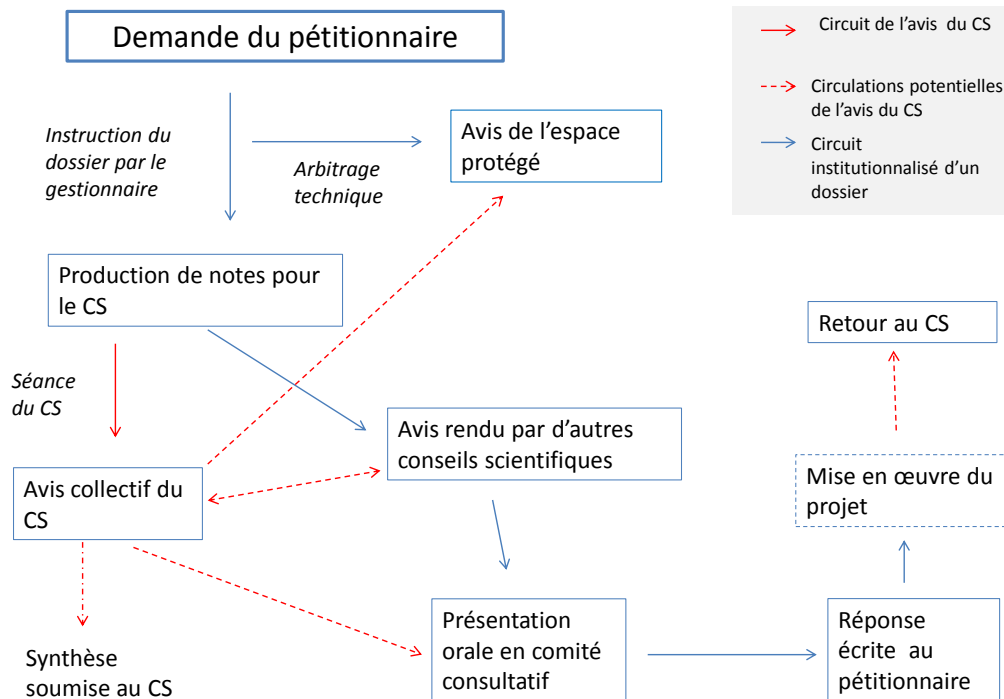 Demande du pétitionnaire
Circuit de l'avis du CS
Circulations potentielles
de l'avis du CS
Circuit
institutionnalisé d'un
dossier
Instruction du
dossier par le
gestionnaire
Arbitrage
technique
Avis de l'espace
protégé
Production de notes pour
le CS
Retour au CS
Séance
du CS
Avis rendu par d'autres
conseils scientifiques
Avis collectif du
CS
Mise en œuvre du
projet
Synthèse
soumise au CS
Présentation
orale en comité
consultatif
Réponse
écrite au
pétitionnaire